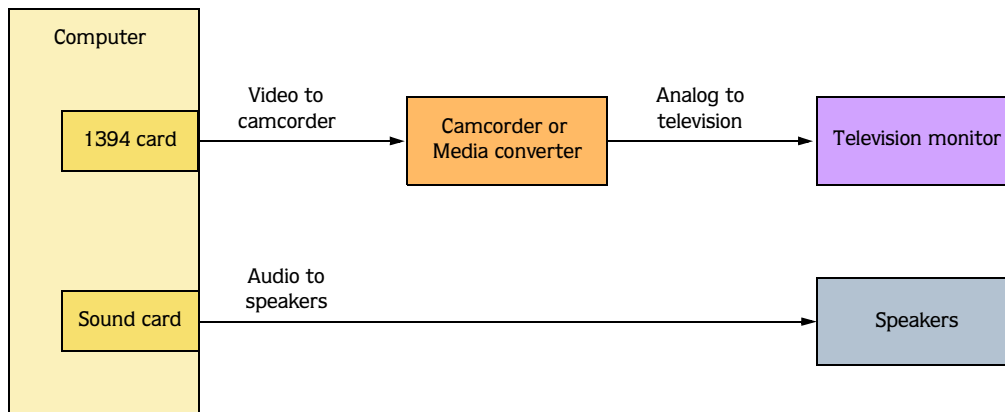 Computer
1394 card
Video to
camcorder
Camcorder or
Media converter
Analog to
television
Television monitor
Sound card
Audio to
speakers
Speakers